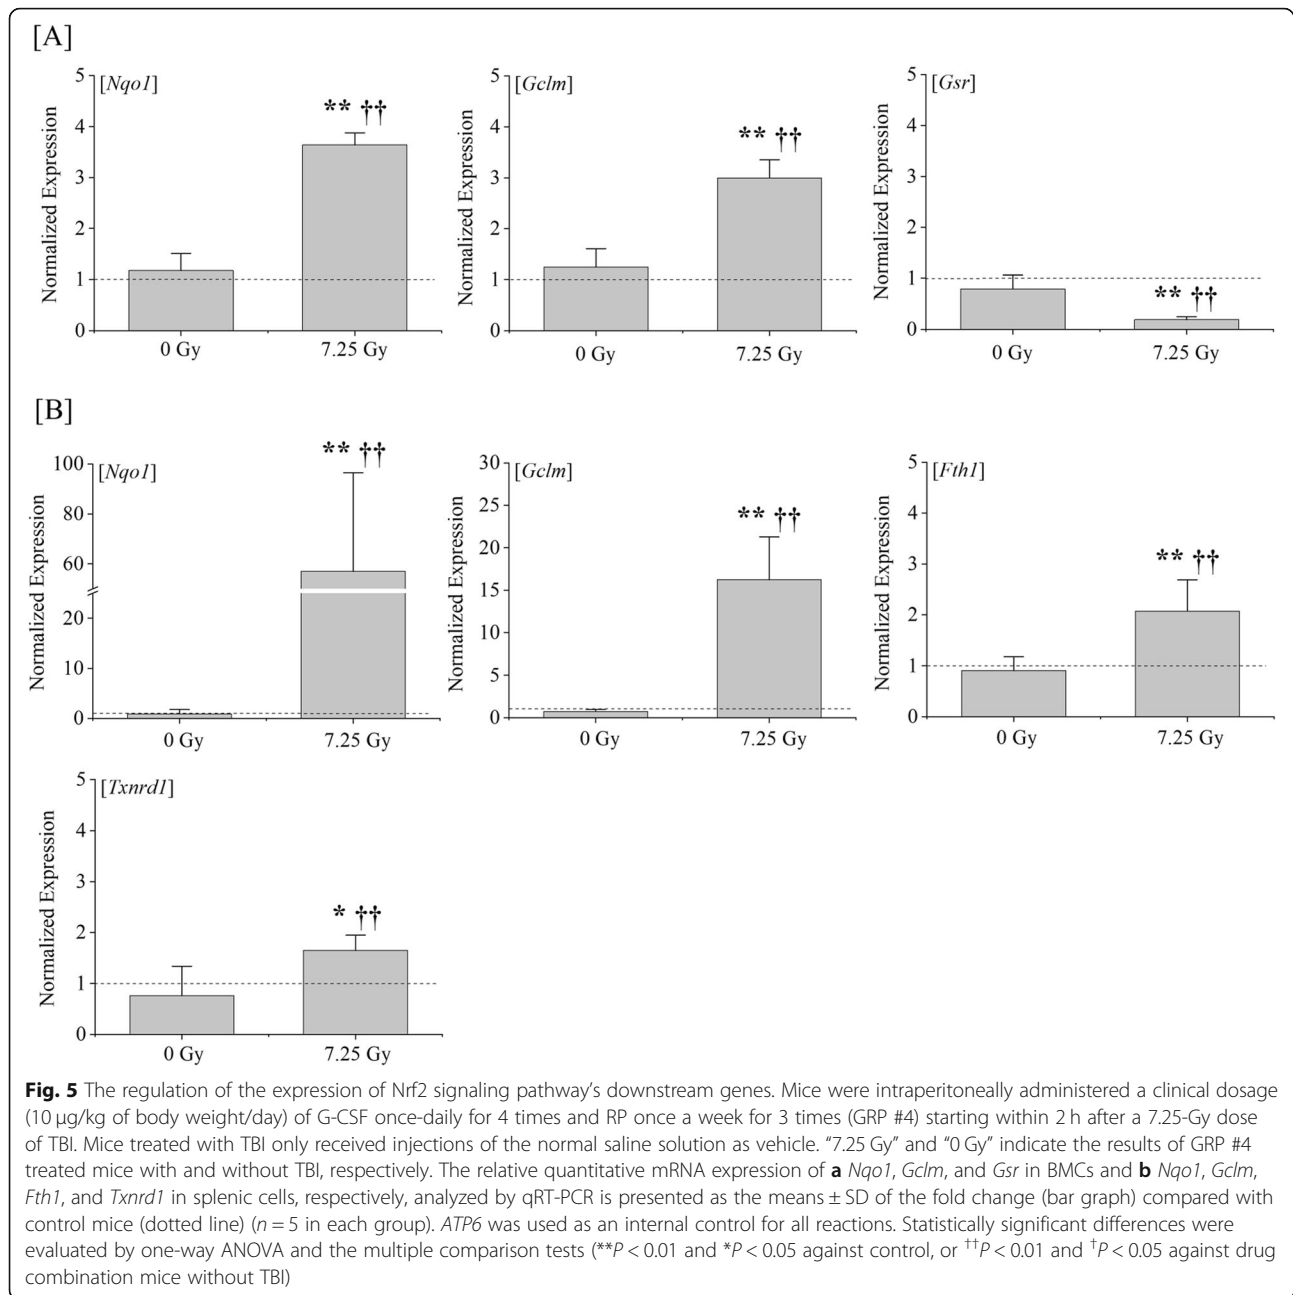 [A]
[Nqo1]
** ††
Normalized Expression
5
4
3
2
1
0
0 Gy
7.25 Gy
[Gclm]
** ††
Normalized Expression
5
4
3
2
1
0
0 Gy
7.25 Gy
[Gsr]
** ††
Normalized Expression
5
4
3
2
1
0
0 Gy
7.25 Gy
[B]
[Nqo1]
** ††
Normalized Expression
100
80
60
20
10
0
0 Gy
7.25 Gy
[Gclm]
** ††
Normalized Expression
30
25
20
15
10
5
0
0 Gy
7.25 Gy
[Fth1]
** ††
Normalized Expression
5
4
3
2
1
0
0 Gy
7.25 Gy
[Txnrd1]
* ††
Normalized Expression
5
4
3
2
1
0
0 Gy
7.25 Gy
Fig. 5 The regulation of the expression of Nrf2 signaling pathway's downstream genes. Mice were intraperitoneally administered a clinical dosage
(10 μg/kg of body weight/day) of G-CSF once-daily for 4 times and RP once a week for 3 times (GRP #4) starting within 2 h after a 7.25-Gy dose
of TBI. Mice treated with TBI only received injections of the normal saline solution as vehicle. “7.25 Gy” and “0 Gy” indicate the results of GRP #4
treated mice with and without TBI, respectively. The relative quantitative mRNA expression of a Nqo1, Gclm, and Gsr in BMCs and b Nqo1, Gclm,
Fth1, and Txnrd1 in splenic cells, respectively, analyzed by qRT-PCR is presented as the means ± SD of the fold change (bar graph) compared with
control mice (dotted line) (n = 5 in each group). ATP6 was used as an internal control for all reactions. Statistically significant differences were
evaluated by one-way ANOVA and the multiple comparison tests (**P < 0.01 and *P < 0.05 against control, or ††P < 0.01 and †P < 0.05 against drug
combination mice without TBI)